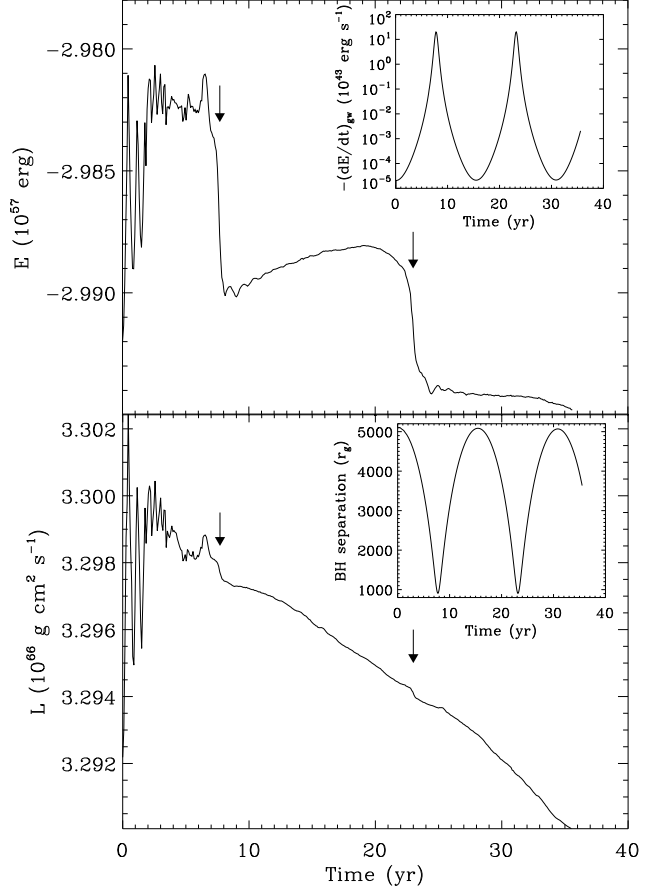 −2.980
−2.985
−2.990
E (10^57 erg)
10^2
10^1
10^0
10^-1
10^-2
10^-3
10^-4
10^-5
−(dE/dt)gw (10^43 erg s^-1)
0 10 20 30 40
Time (yr)
3.302
3.300
3.298
3.296
3.294
3.292
L (10^66 g cm^2 s^-1)
5000
4000
3000
2000
1000
BH separation (rg)
0 10 20 30 40
Time (yr)
0 10 20 30 40
Time (yr)